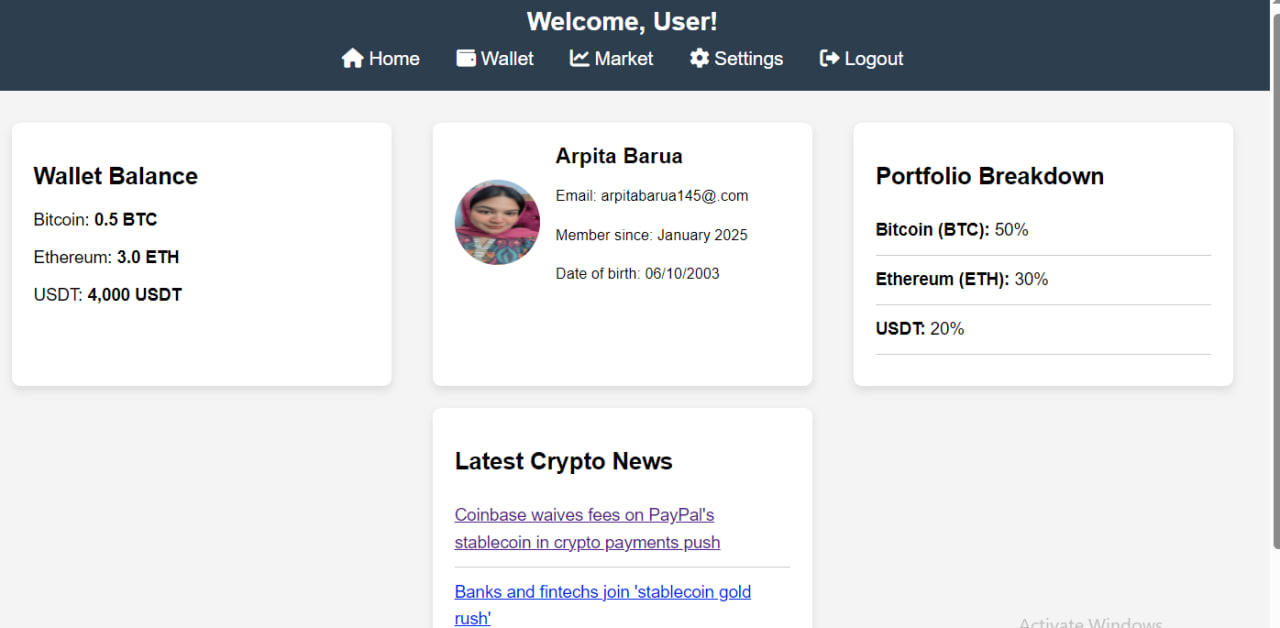 Welcome, User!
Home Wallet Market Settings Logout
Wallet Balance
Bitcoin: 0.5 BTC
Ethereum: 3.0 ETH
USDT: 4,000 USDT
Arpita Barua
Email: arpitabarua145@.com
Member since: January 2025
Date of birth: 06/10/2003
Portfolio Breakdown
Bitcoin (BTC): 50%
Ethereum (ETH): 30%
USDT: 20%
Latest Crypto News
Coinbase waives fees on PayPal's
stablecoin in crypto payments push
Banks and fintechs join 'stablecoin gold
rush'
Activate Windows